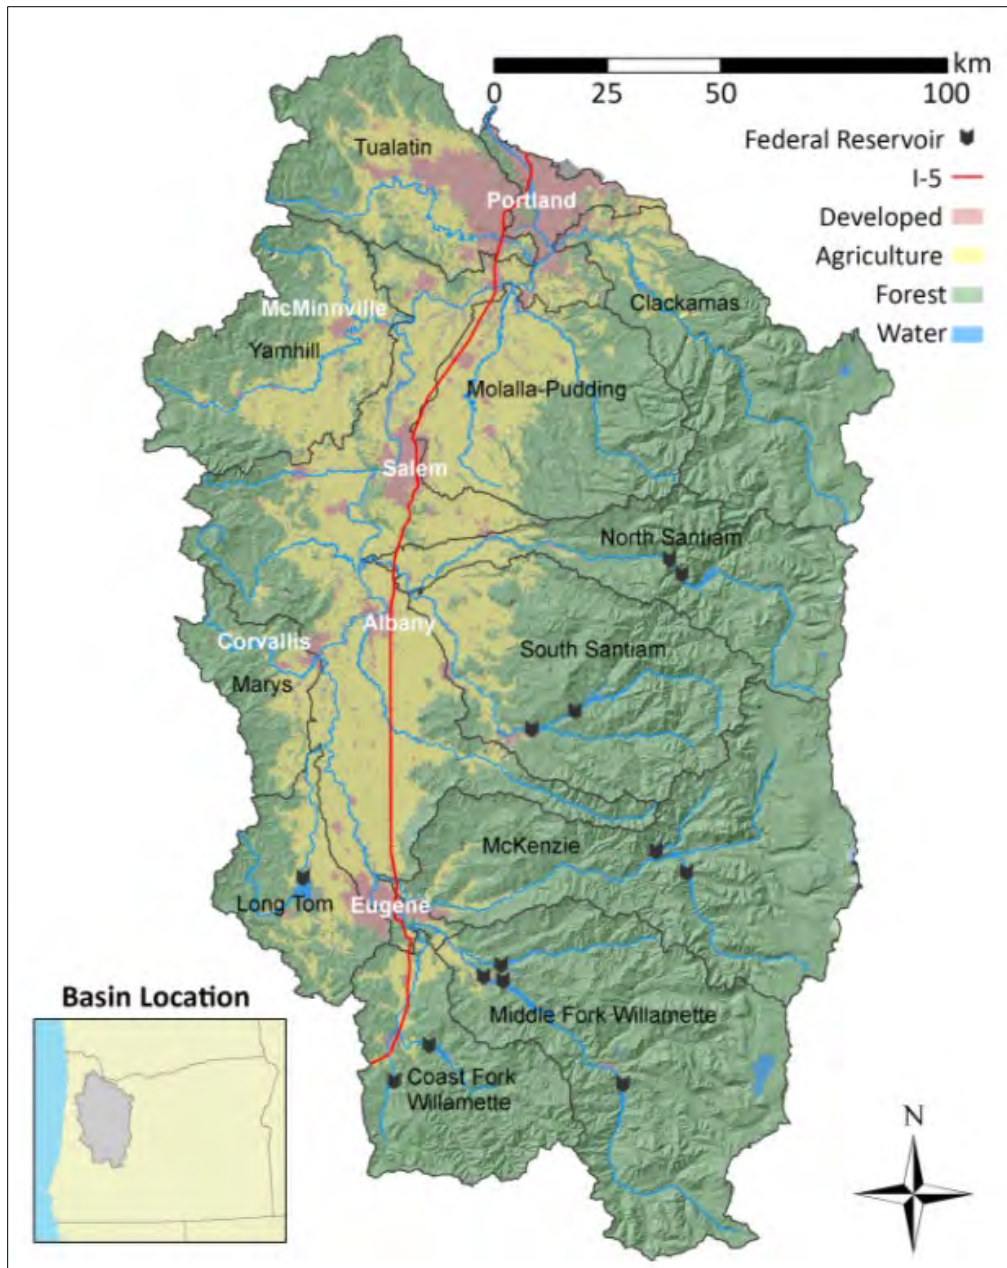 km
0 25 50 100
Federal Reservoir
I-5
Developed
Agriculture
Forest
Water
Tualatin
Portland
Clackamas
McMinnville
Yamhill
Molalla-Pudding
Salem
North Santiam
Albany
Corvallis
South Santiam
Marys
McKenzie
Long Tom
Eugene
Middle Fork Willamette
Coast Fork
Willamette
Basin Location
N